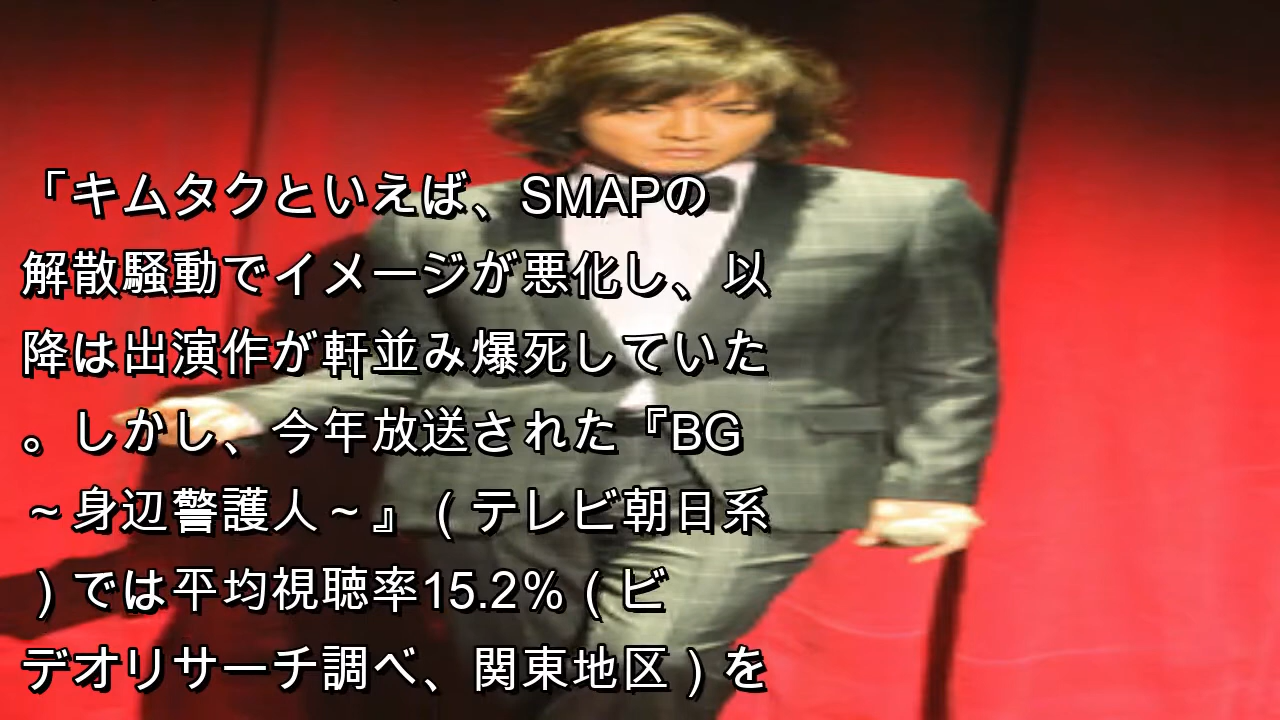 「キムタクといえば、SMAPの
解散騒動でイメージが悪化し、以
降は出演作が軒並み爆死していた
。しかし、今年放送された『BG
～身辺警護人～』（テレビ朝日系
）では平均視聴率15.2％（ビ
デオリサーチ調べ、関東地区）を